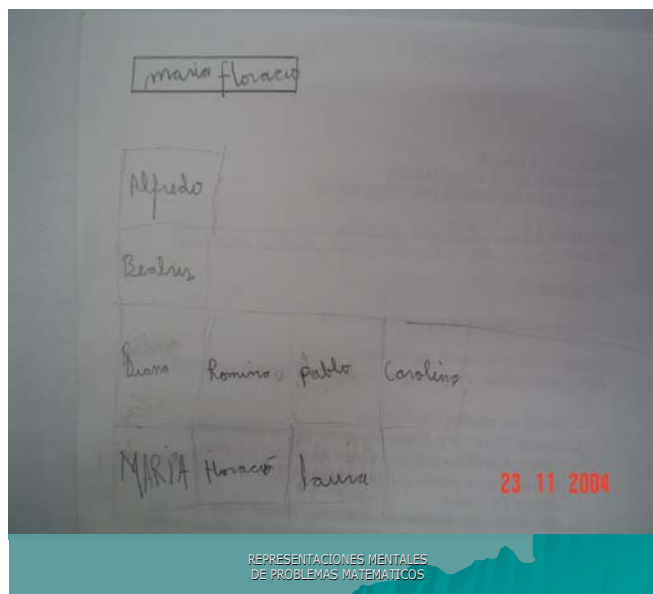 maria floracio
Alfredo
Beatriz
Diana Romina Pablo Carolina
MARIA Horacio Laura
23 11 2004
REPRESENTACIONES MENTALES
DE PROBLEMAS MATEMATICOS